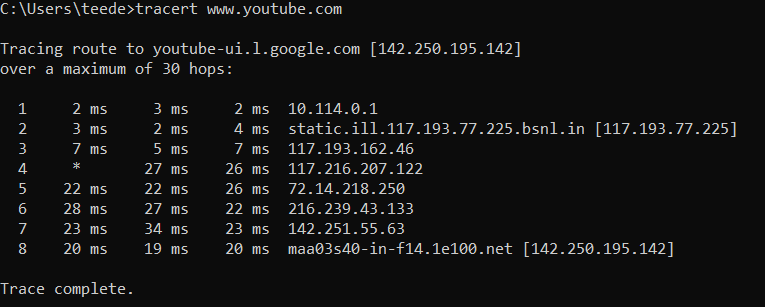 C:\Users\teede>tracert www.youtube.com
Tracing route to youtube-ui.l.google.com [142.250.195.142]
over a maximum of 30 hops:
1 2 ms 3 ms 2 ms 10.114.0.1
2 3 ms 2 ms 4 ms static.ill.117.193.77.225.bsnl.in [117.193.77.225]
3 7 ms 5 ms 7 ms 117.193.162.46
4 * 27 ms 26 ms 117.216.207.122
5 22 ms 22 ms 26 ms 72.14.218.250
6 28 ms 27 ms 22 ms 216.239.43.133
7 23 ms 34 ms 23 ms 142.251.55.63
8 20 ms 19 ms 20 ms maa03s40-in-f14.1e100.net [142.250.195.142]
Trace complete.